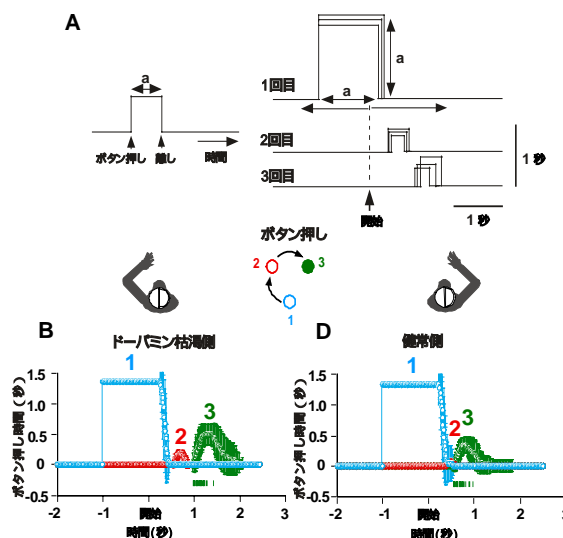 A
a
ボタン押し 離し 時間
1回目
a
a
2回目
3回目
1 秒
開始
1 秒
ボタン押し
2 3
1
B ドーパミン枯渇側
ボタン押し時間（秒）
1.5
1.0
0.5
0
-0.5
1
2
3
-2 -1 開始 1 2 3
時間(秒）
D 健常側
ボタン押し時間（秒）
1.5
1.0
0.5
0
-0.5
1
2
3
-2 -1 開始 1 2 3
時間(秒）